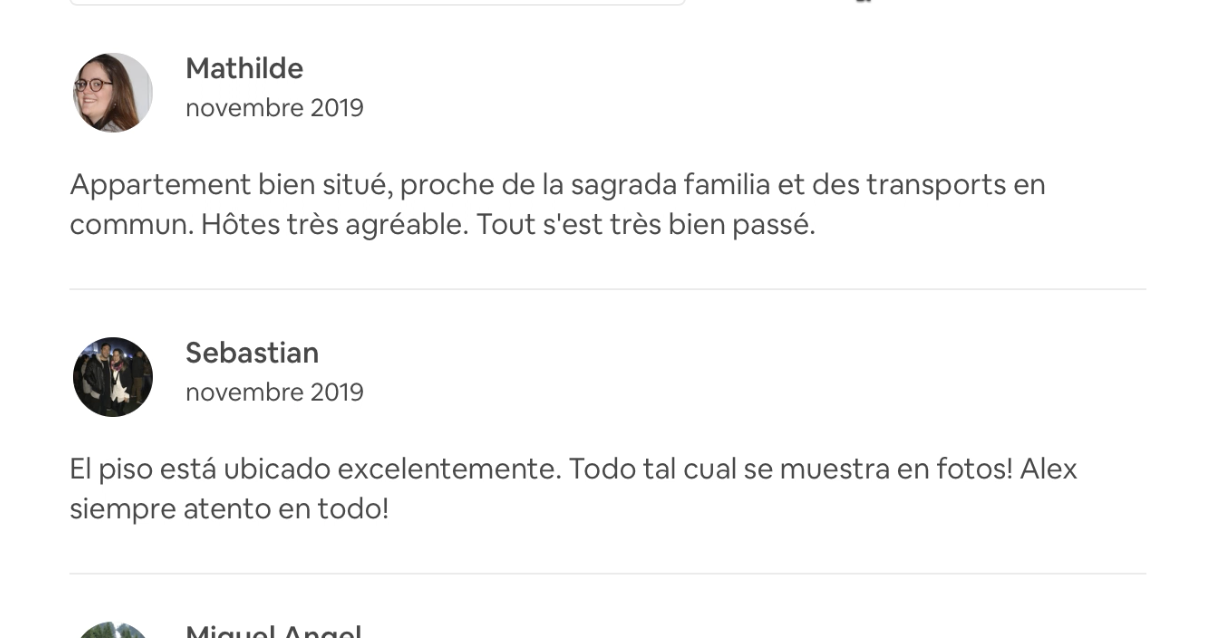 Mathilde
novembre 2019
Appartement bien situé, proche de la sagrada familia et des transports en
commun. Hôtes très agréable. Tout s'est très bien passé.
Sebastian
novembre 2019
El piso está ubicado excelentemente. Todo tal cual se muestra en fotos! Alex
siempre atento en todo!
Miguel Angel